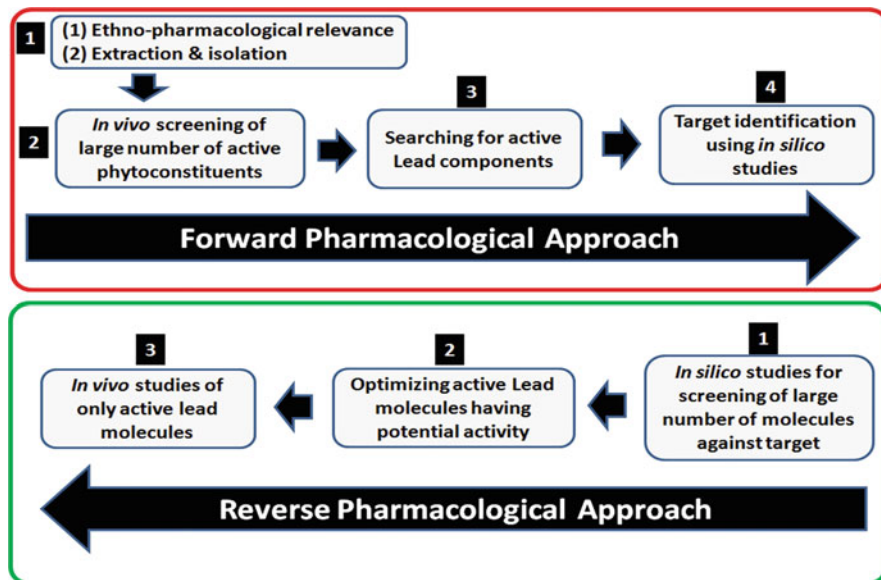 1
(1) Ethno-pharmacological relevance
(2) Extraction & isolation
2
In vivo screening of
large number of active
phytoconstituents
3
Searching for active
Lead components
4
Target identification
using in silico
studies
Forward Pharmacological Approach
3
In vivo studies of
only active lead
molecules
2
Optimizing active Lead
molecules having
potential activity
1
In silico studies for
screening of large
number of molecules
against target
Reverse Pharmacological Approach